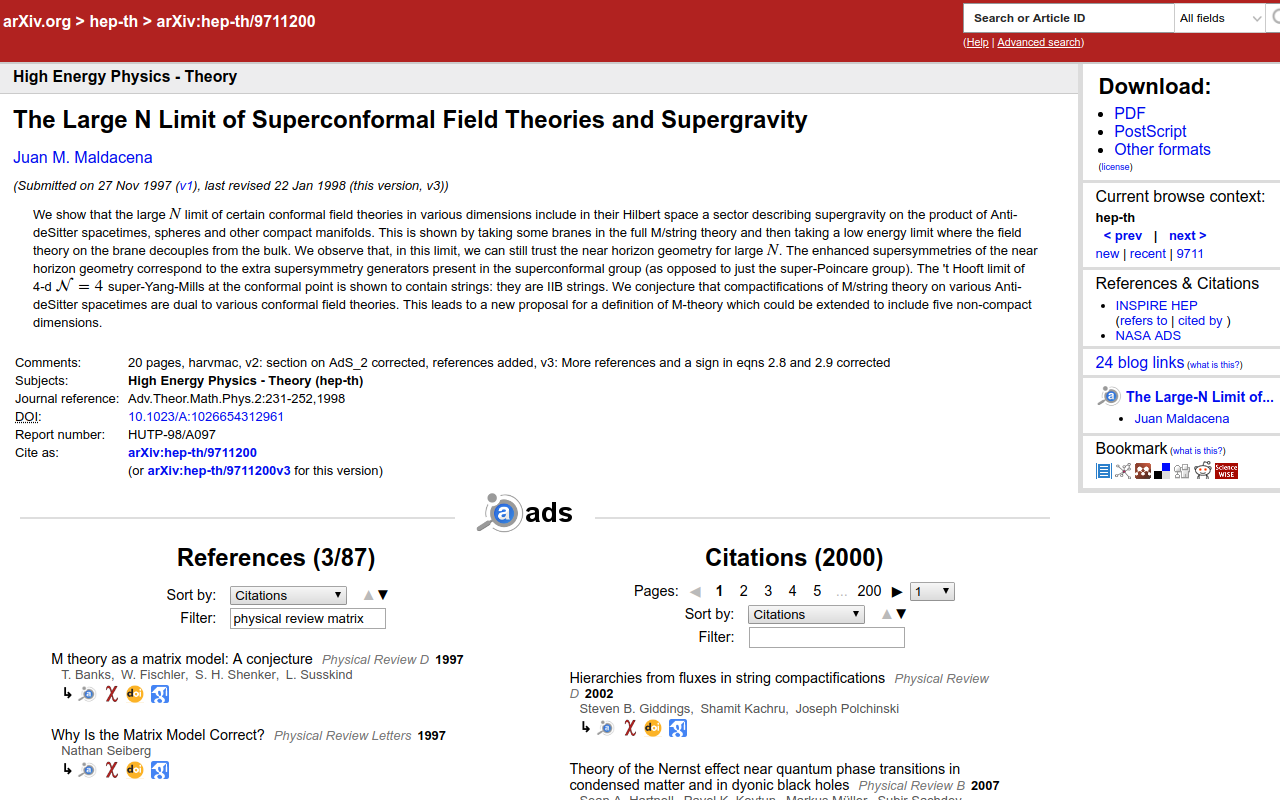 arXiv.org > hep-th > arXiv:hep-th/9711200
Search or Article ID
All fields
(Help | Advanced search)
High Energy Physics - Theory
The Large N Limit of Superconformal Field Theories and Supergravity
Juan M. Maldacena
(Submitted on 27 Nov 1997 (v1), last revised 22 Jan 1998 (this version, v3))
We show that the large N limit of certain conformal field theories in various dimensions include in their Hilbert space a sector describing supergravity on the product of Anti-
deSitter spacetimes, spheres and other compact manifolds. This is shown by taking some branes in the full M/string theory and then taking a low energy limit where the field
theory on the brane decouples from the bulk. We observe that, in this limit, we can still trust the near horizon geometry for large N. The enhanced supersymmetries of the near
horizon geometry correspond to the extra supersymmetry generators present in the superconformal group (as opposed to just the super-Poincare group). The 't Hooft limit of
4-d 𝒩 = 4 super-Yang-Mills at the conformal point is shown to contain strings: they are IIB strings. We conjecture that compactifications of M/string theory on various Anti-
deSitter spacetimes are dual to various conformal field theories. This leads to a new proposal for a definition of M-theory which could be extended to include five non-compact
dimensions.
Comments: 20 pages, harvmac, v2: section on AdS_2 corrected, references added, v3: More references and a sign in eqns 2.8 and 2.9 corrected
Subjects: High Energy Physics - Theory (hep-th)
Journal reference: Adv.Theor.Math.Phys.2:231-252,1998
DOI: 10.1023/A:1026654312961
Report number: HUTP-98/A097
Cite as: arXiv:hep-th/9711200
(or arXiv:hep-th/9711200v3 for this version)
Download:
PDF
PostScript
Other formats
(license)
Current browse context:
hep-th
< prev | next >
new | recent | 9711
References & Citations
INSPIRE HEP
(refers to | cited by )
NASA ADS
24 blog links (what is this?)
a The Large-N Limit of...
Juan Maldacena
Bookmark (what is this?)
Science
WISE
a ads
References (3/87)
Sort by: Citations
Filter: physical review matrix
M theory as a matrix model: A conjecture Physical Review D 1997
T. Banks, W. Fischler, S. H. Shenker, L. Susskind
a χ doi g
Why Is the Matrix Model Correct? Physical Review Letters 1997
Nathan Seiberg
a χ doi g
Citations (2000)
Pages: 1 2 3 4 5 ... 200 1
Sort by: Citations
Filter:
Hierarchies from fluxes in string compactifications Physical Review
D 2002
Steven B. Giddings, Shamit Kachru, Joseph Polchinski
a χ doi g
Theory of the Nernst effect near quantum phase transitions in
condensed matter and in dyonic black holes Physical Review B 2007
Sean A. Hartnoll, Pavel K. Kovtun, Markus Müller, Subir Sachdev